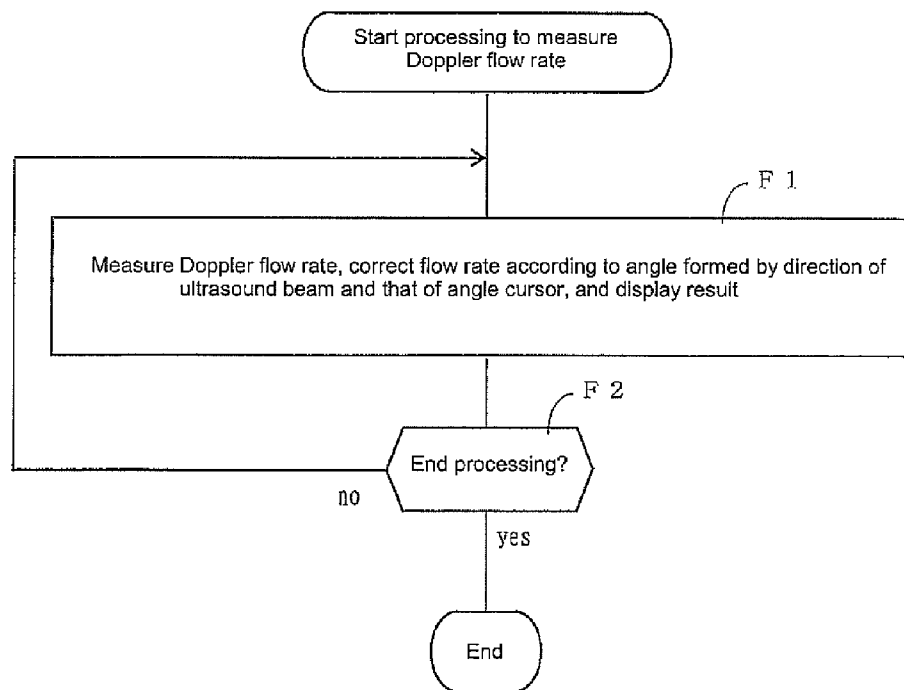 Start processing to measure
Doppler flow rate
F 1
Measure Doppler flow rate, correct flow rate according to angle formed by direction of
ultrasound beam and that of angle cursor, and display result
F 2
End processing?
no
yes
End